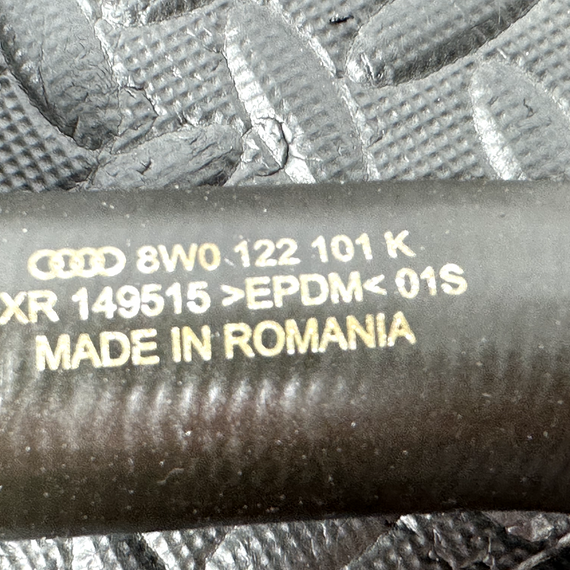 8W0 122 101 K
XR 149515 >EPDM< 01S
MADE IN ROMANIA